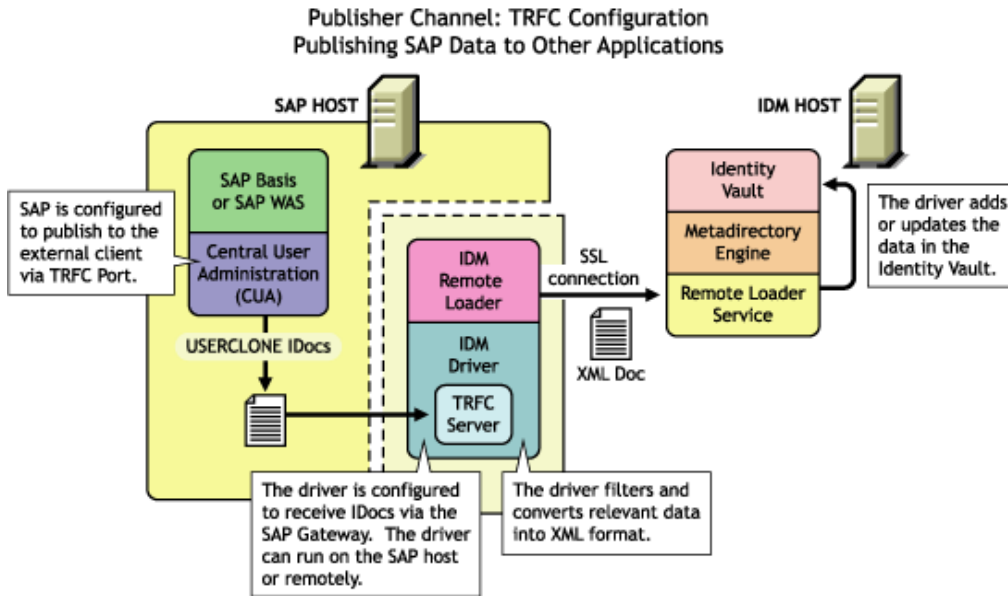 Publisher Channel: TRFC Configuration
Publishing SAP Data to Other Applications
SAP HOST
IDM HOST
SAP Basis
or SAP WAS
Central User
Administration
(CUA)
SAP is configured
to publish to the
external client
via TRFC Port.
USERCLONE IDocs
IDM
Remote
Loader
IDM
Driver
TRFC
Server
SSL
connection
XML Doc
Identity
Vault
Metadirectory
Engine
Remote Loader
Service
The driver adds
or updates the
data in the
Identity Vault.
The driver is configured
to receive IDocs via the
SAP Gateway. The driver
can run on the SAP host
or remotely.
The driver filters and
converts relevant data
into XML format.